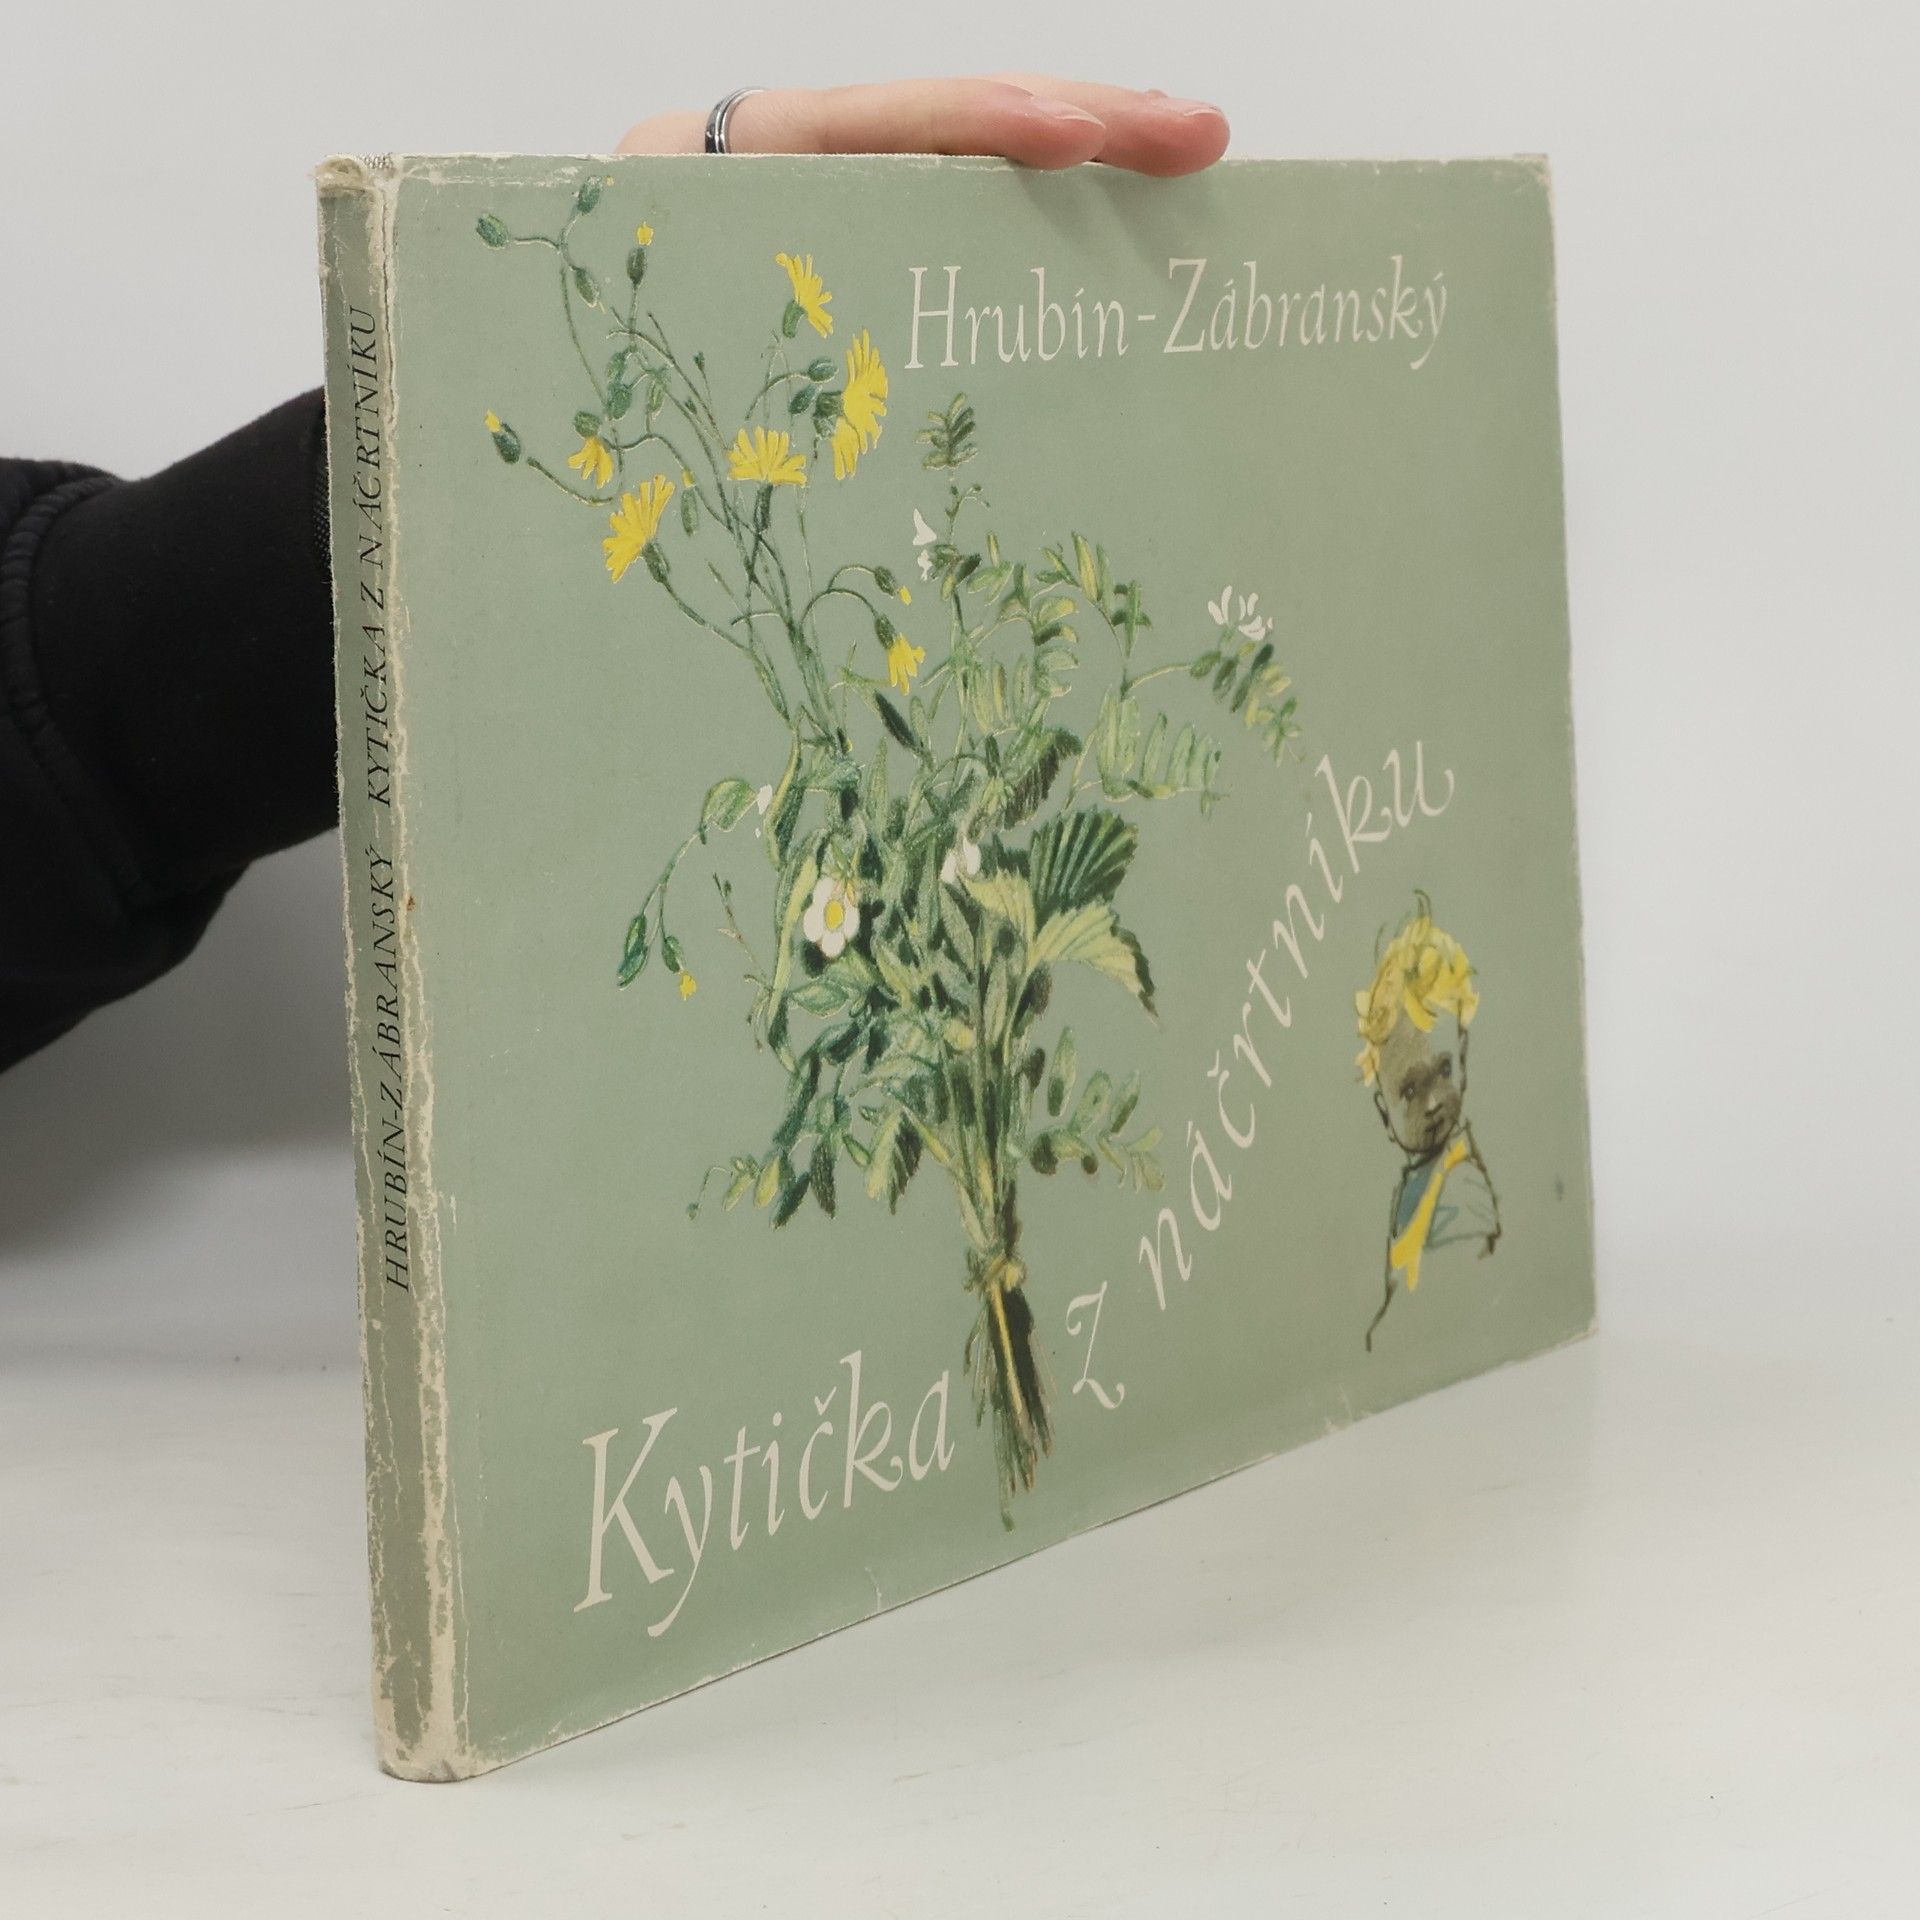 HRUBÍN-ZÁBRANSKÝ – KYTIČKA Z NÁČRTNÍKU
Hrubín-Zábranský
Kytička z náčrtníku